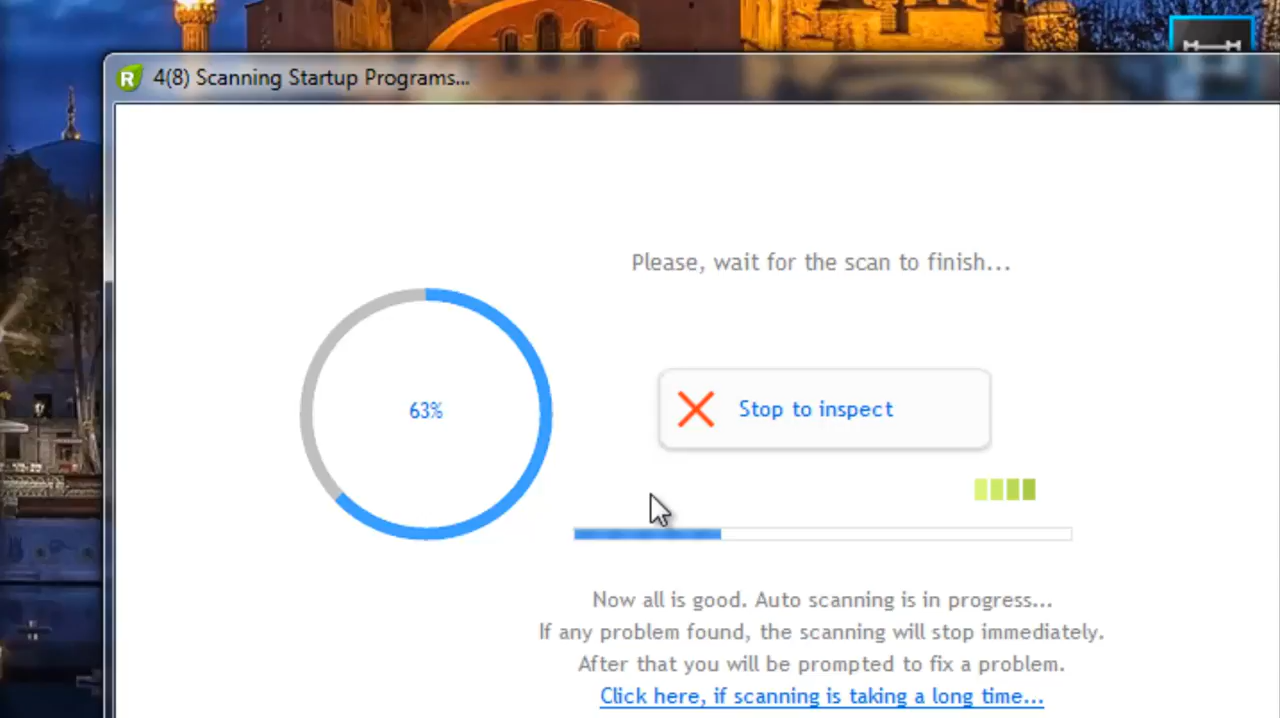 R 4(8) Scanning Startup Programs...
Please, wait for the scan to finish...
63%
Stop to inspect
Now all is good. Auto scanning is in progress...
If any problem found, the scanning will stop immediately.
After that you will be prompted to fix a problem.
Click here, if scanning is taking a long time...